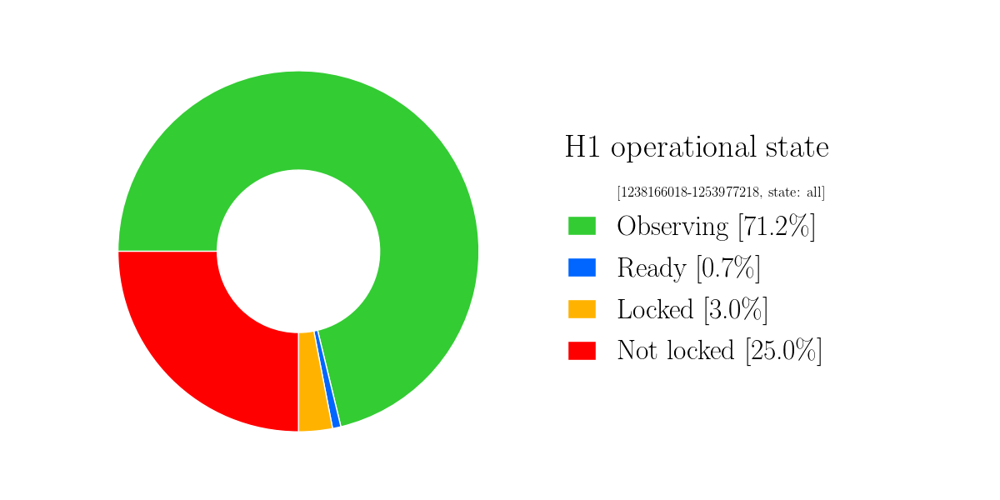 H1 operational state
[1238166018-1253977218, state: all]
Observing [71.2%]
Ready [0.7%]
Locked [3.0%]
Not locked [25.0%]